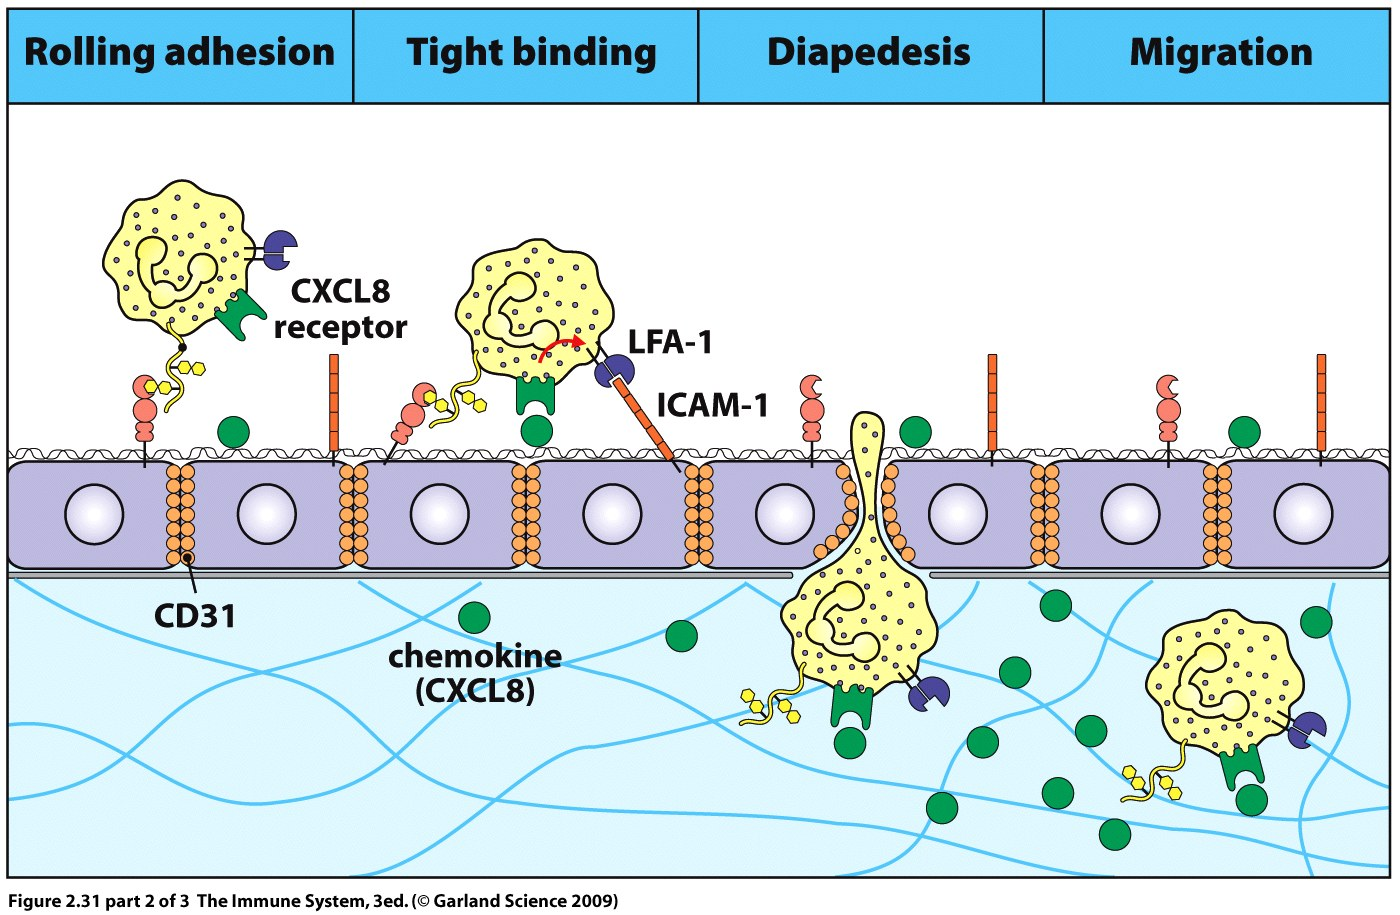 Rolling adhesion
Tight binding
Diapedesis
Migration
CXCL8
receptor
LFA-1
ICAM-1
CD31
chemokine
(CXCL8)
Figure 2.31 part 2 of 3 The Immune System, 3ed. (© Garland Science 2009)